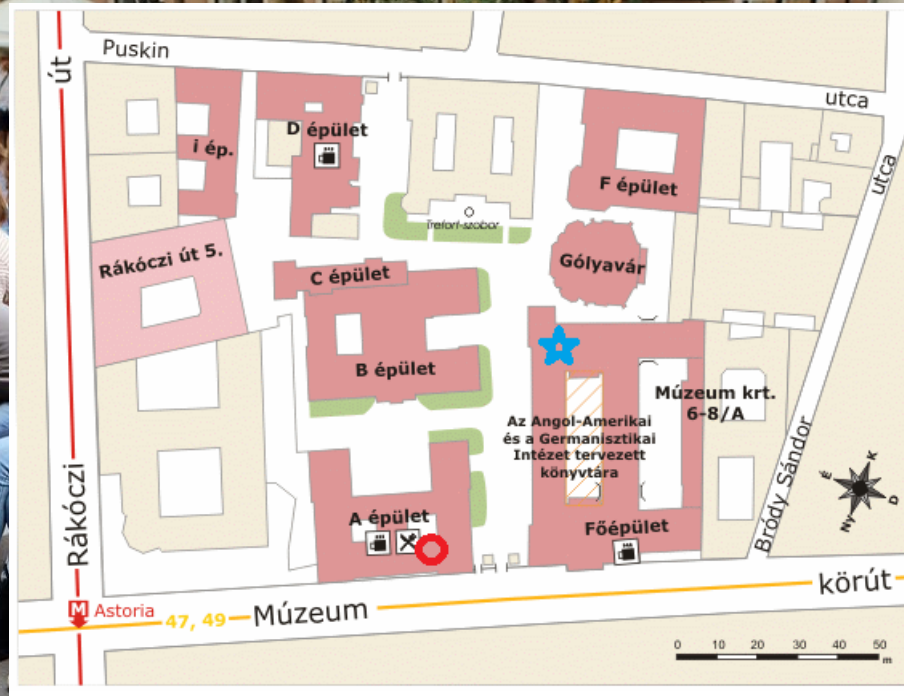 Puskin
utca
út
D épület
i ép.
F épület
utca
Trefort-szobor
Rákóczi út 5.
C épület
Gólyavár
B épület
Múzeum krt.
6-8/A
Az Angol-Amerikai
és a Germanisztikai
Intézet tervezett
könyvtára
Bródy Sándor
K
É
D
Ny
Rákóczi
A épület
Főépület
M Astoria
47, 49
Múzeum
körút
0 10 20 30 40 50
m